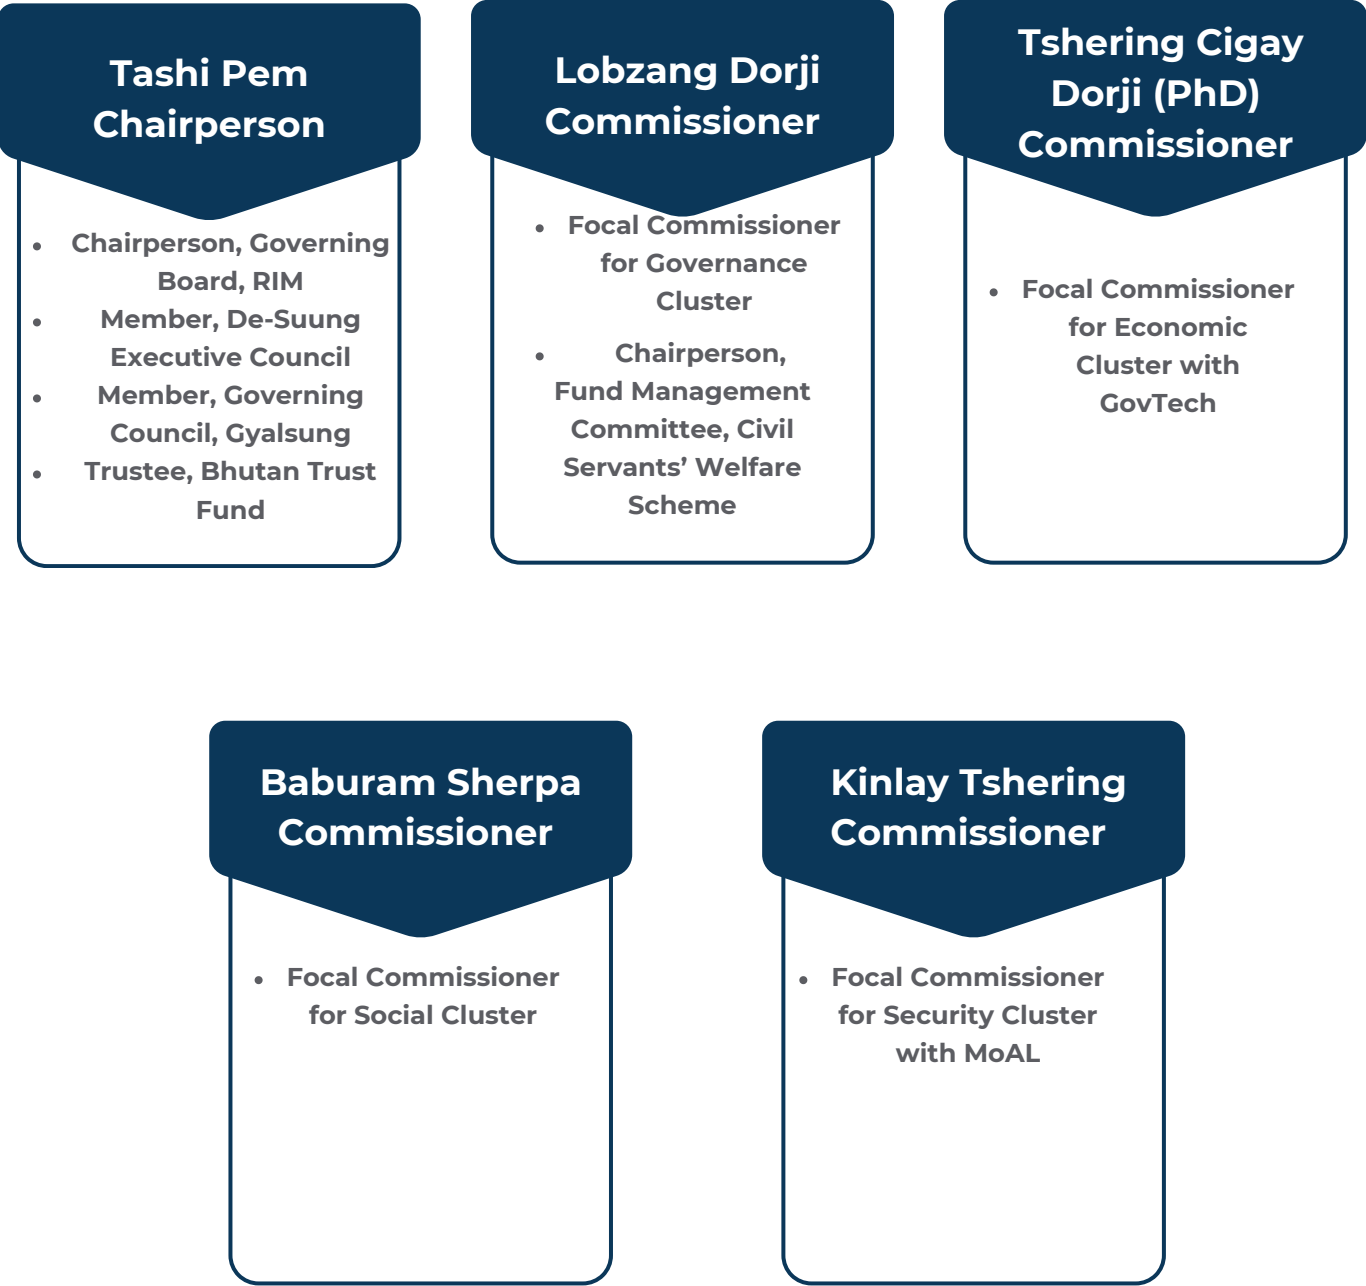 Tashi Pem
Chairperson
• Chairperson, Governing
Board, RIM
• Member, De-Suung
Executive Council
• Member, Governing
Council, Gyalsung
• Trustee, Bhutan Trust
Fund
Lobzang Dorji
Commissioner
• Focal Commissioner
for Governance
Cluster
• Chairperson,
Fund Management
Committee, Civil
Servants’ Welfare
Scheme
Tshering Cigay
Dorji (PhD)
Commissioner
• Focal Commissioner
for Economic
Cluster with
GovTech
Baburam Sherpa
Commissioner
• Focal Commissioner
for Social Cluster
Kinlay Tshering
Commissioner
• Focal Commissioner
for Security Cluster
with MoAL